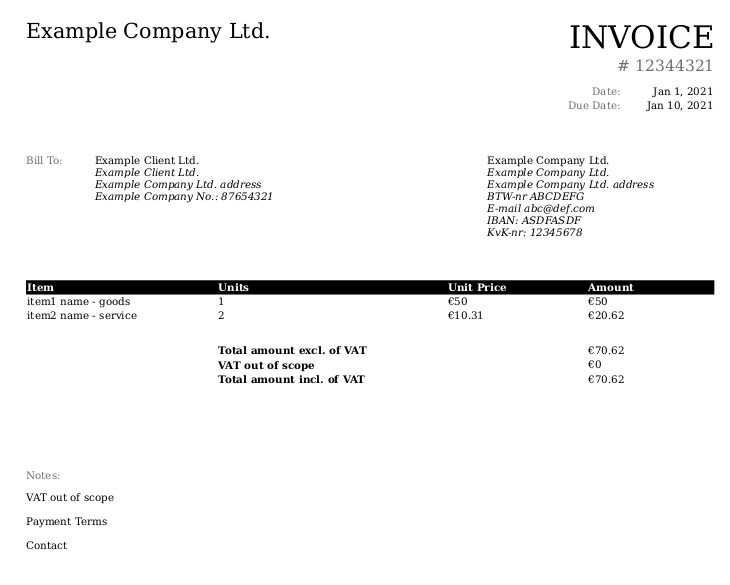 Example Company Ltd.
INVOICE
# 12344321
Date: Jan 1, 2021
Due Date: Jan 10, 2021
Bill To:
Example Client Ltd.
Example Client Ltd.
Example Company Ltd. address
Example Company No.: 87654321
Example Company Ltd.
Example Company Ltd.
Example Company Ltd. address
BTW-nr ABCDEFG
E-mail abc@def.com
IBAN: ASDFASDF
KvK-nr: 12345678
Item Units Unit Price Amount
item1 name - goods 1 €50 €50
item2 name - service 2 €10.31 €20.62
Total amount excl. of VAT €70.62
VAT out of scope €0
Total amount incl. of VAT €70.62
Notes:
VAT out of scope
Payment Terms
Contact